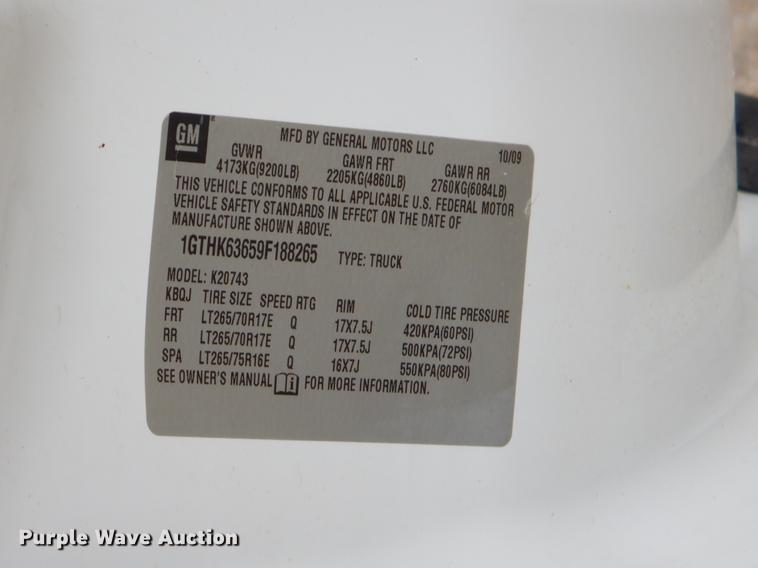 GM
MFD BY GENERAL MOTORS LLC 10/09
GVWR GAWR FRT GAWR RR
4173KG(9200LB) 2205KG(4860LB) 2760KG(6084LB)
THIS VEHICLE CONFORMS TO ALL APPLICABLE U.S. FEDERAL MOTOR
VEHICLE SAFETY STANDARDS IN EFFECT ON THE DATE OF
MANUFACTURE SHOWN ABOVE.
1GTHK63659F188265 TYPE: TRUCK
MODEL: K20743
KBQJ TIRE SIZE SPEED RTG RIM COLD TIRE PRESSURE
FRT LT265/70R17E Q 17X7.5J 420KPA(60PSI)
RR LT265/70R17E Q 17X7.5J 500KPA(72PSI)
SPA LT265/75R16E Q 16X7J 550KPA(80PSI)
SEE OWNER'S MANUAL FOR MORE INFORMATION.
Purple Wave Auction